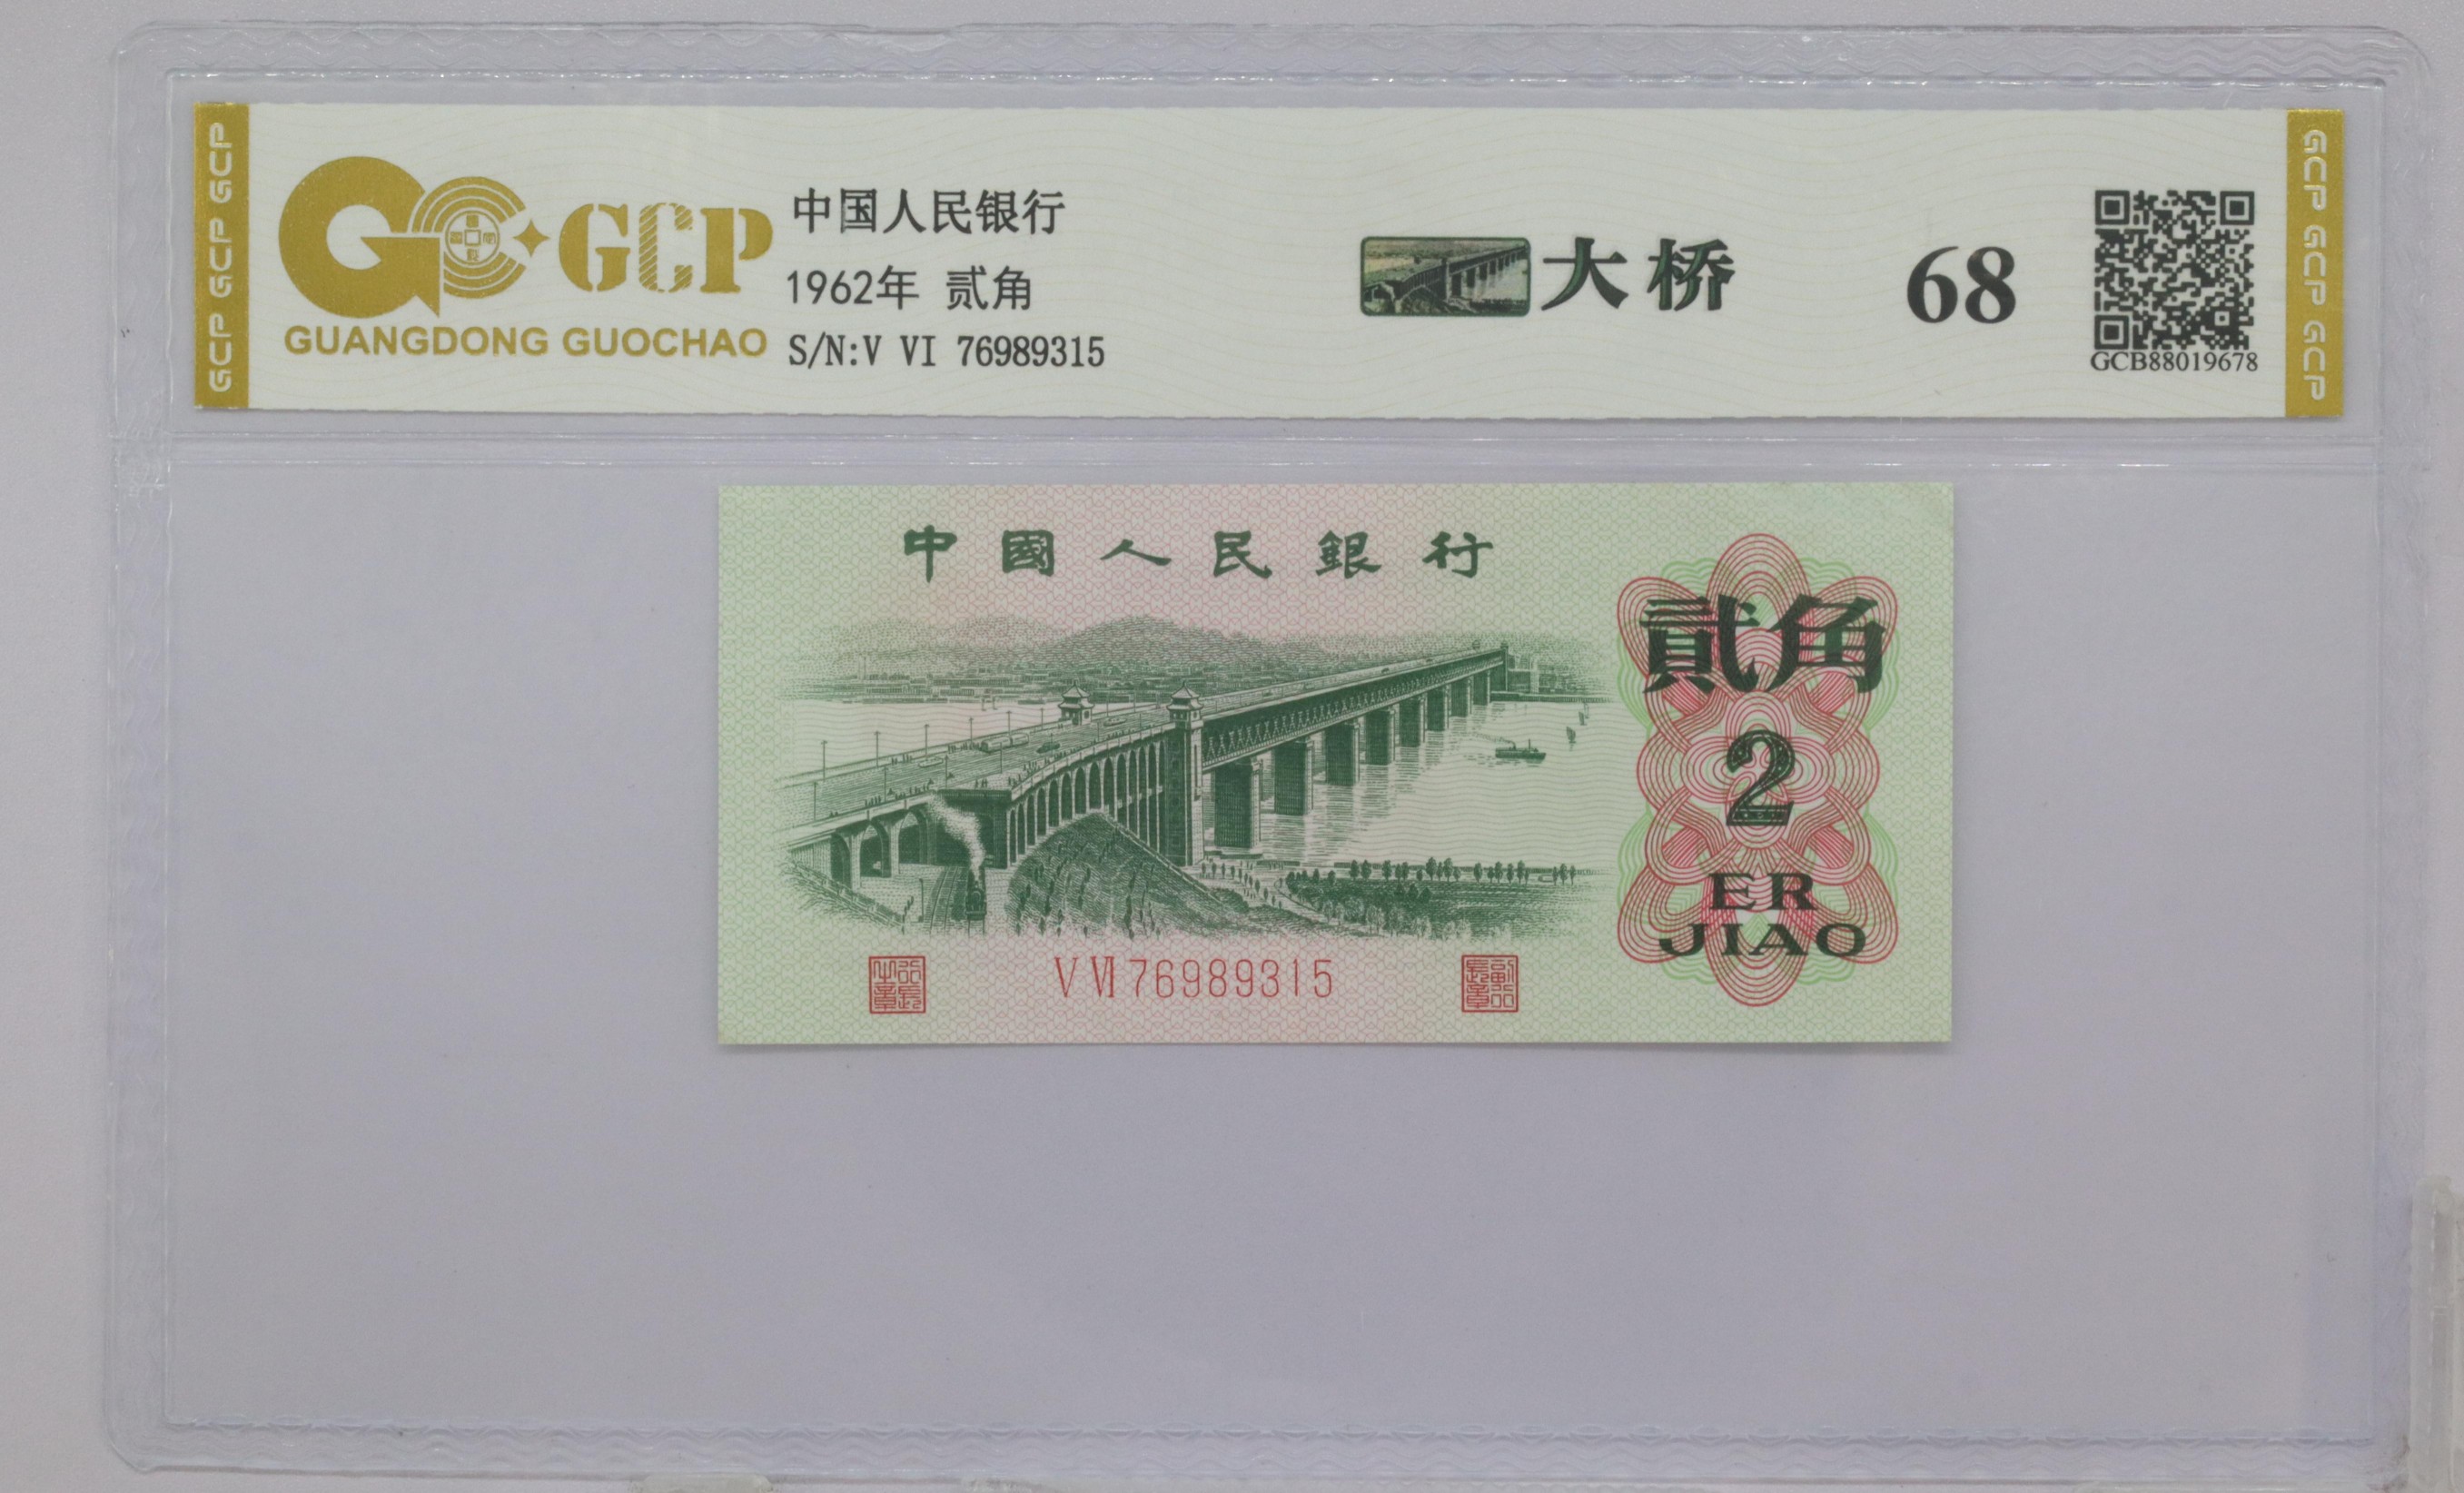 GCP GCP GCP
GCP
GUANGDONG GUOCHAO
中国人民银行
1962年 贰角
S/N:V VI 76989315
大桥
68
GCB88019678
GCP GCP GCP
中國人民銀行
貳角
2
ER
JIAO
V VI 76989315